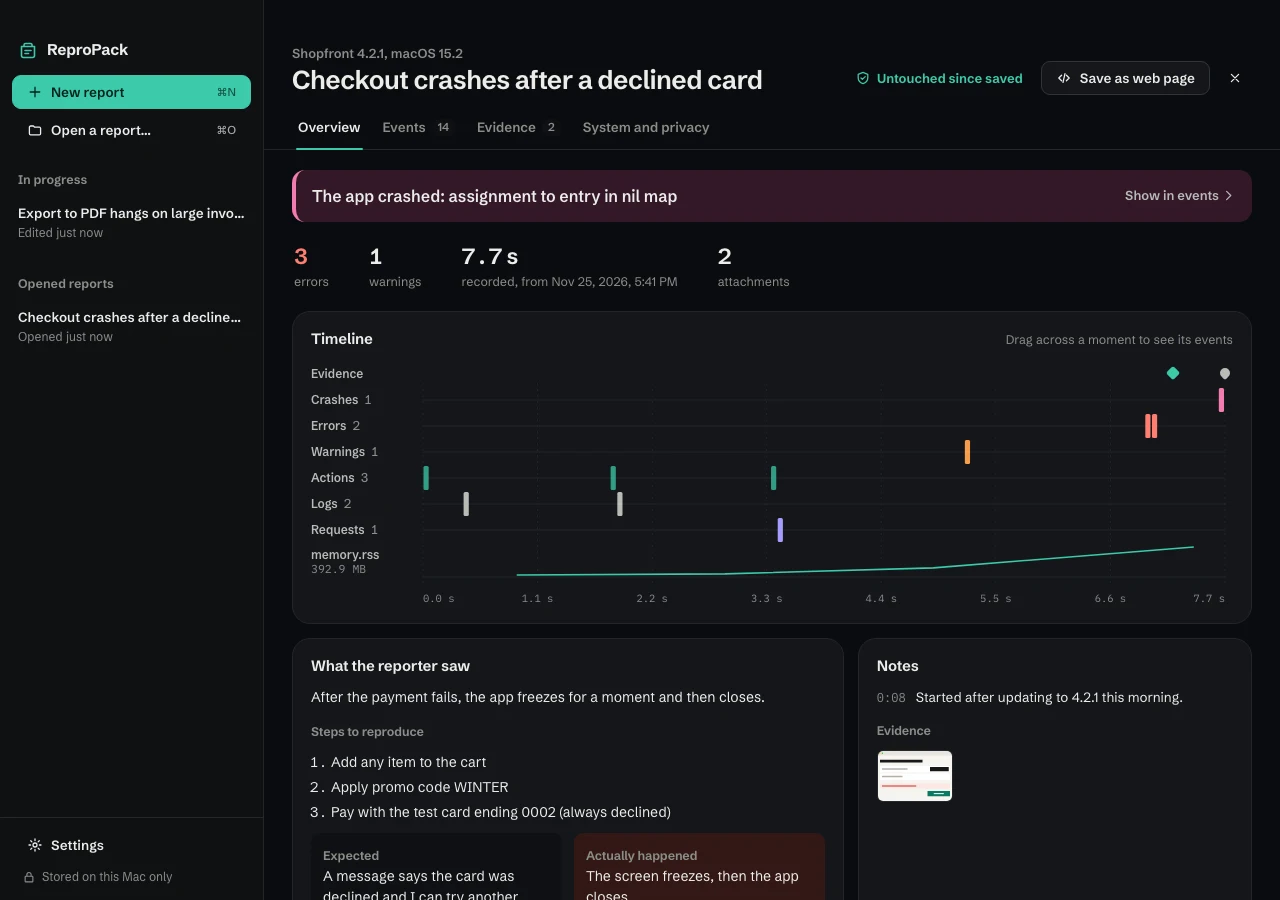 ReproPack
New report ⌘N
Open a report... ⌘O
In progress
Export to PDF hangs on large invo...
Edited just now
Opened reports
Checkout crashes after a decline...
Opened just now
Settings
Stored on this Mac only
Shopfront 4.2.1, macOS 15.2
Checkout crashes after a declined card
Untouched since saved
Save as web page
Overview Events 14 Evidence 2 System and privacy
The app crashed: assignment to entry in nil map
Show in events
3 errors
1 warnings
7.7 s recorded, from Nov 25, 2026, 5:41 PM
2 attachments
Timeline
Drag across a moment to see its events
Evidence
Crashes 1
Errors 2
Warnings 1
Actions 3
Logs 2
Requests 1
memory.rss
392.9 MB
0.0 s 1.1 s 2.2 s 3.3 s 4.4 s 5.5 s 6.6 s 7.7 s
What the reporter saw
After the payment fails, the app freezes for a moment and then closes.
Steps to reproduce
1. Add any item to the cart
2. Apply promo code WINTER
3. Pay with the test card ending 0002 (always declined)
Expected
A message says the card was
declined and I can try another
Actually happened
The screen freezes, then the app
closes
Notes
0:08 Started after updating to 4.2.1 this morning.
Evidence